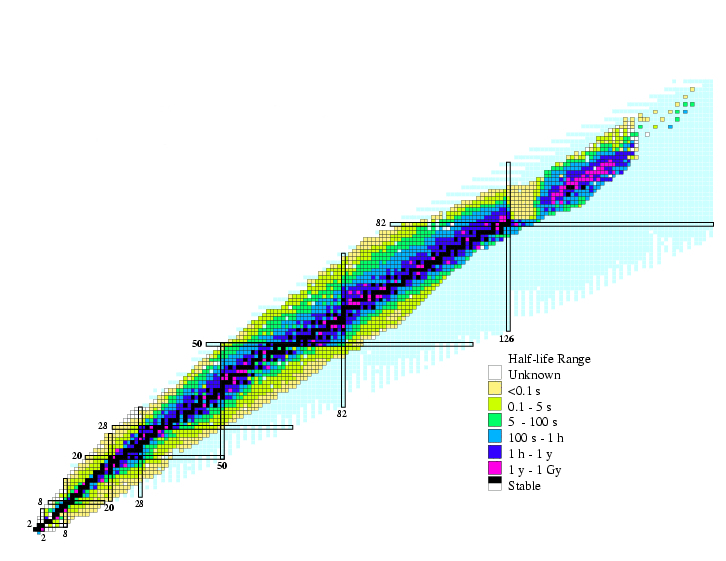 82
126
50
82
28
20
50
8
20
28
2
2
8
Half-life Range
Unknown
<0.1 s
0.1 - 5 s
5 - 100 s
100 s - 1 h
1 h - 1 y
1 y - 1 Gy
Stable